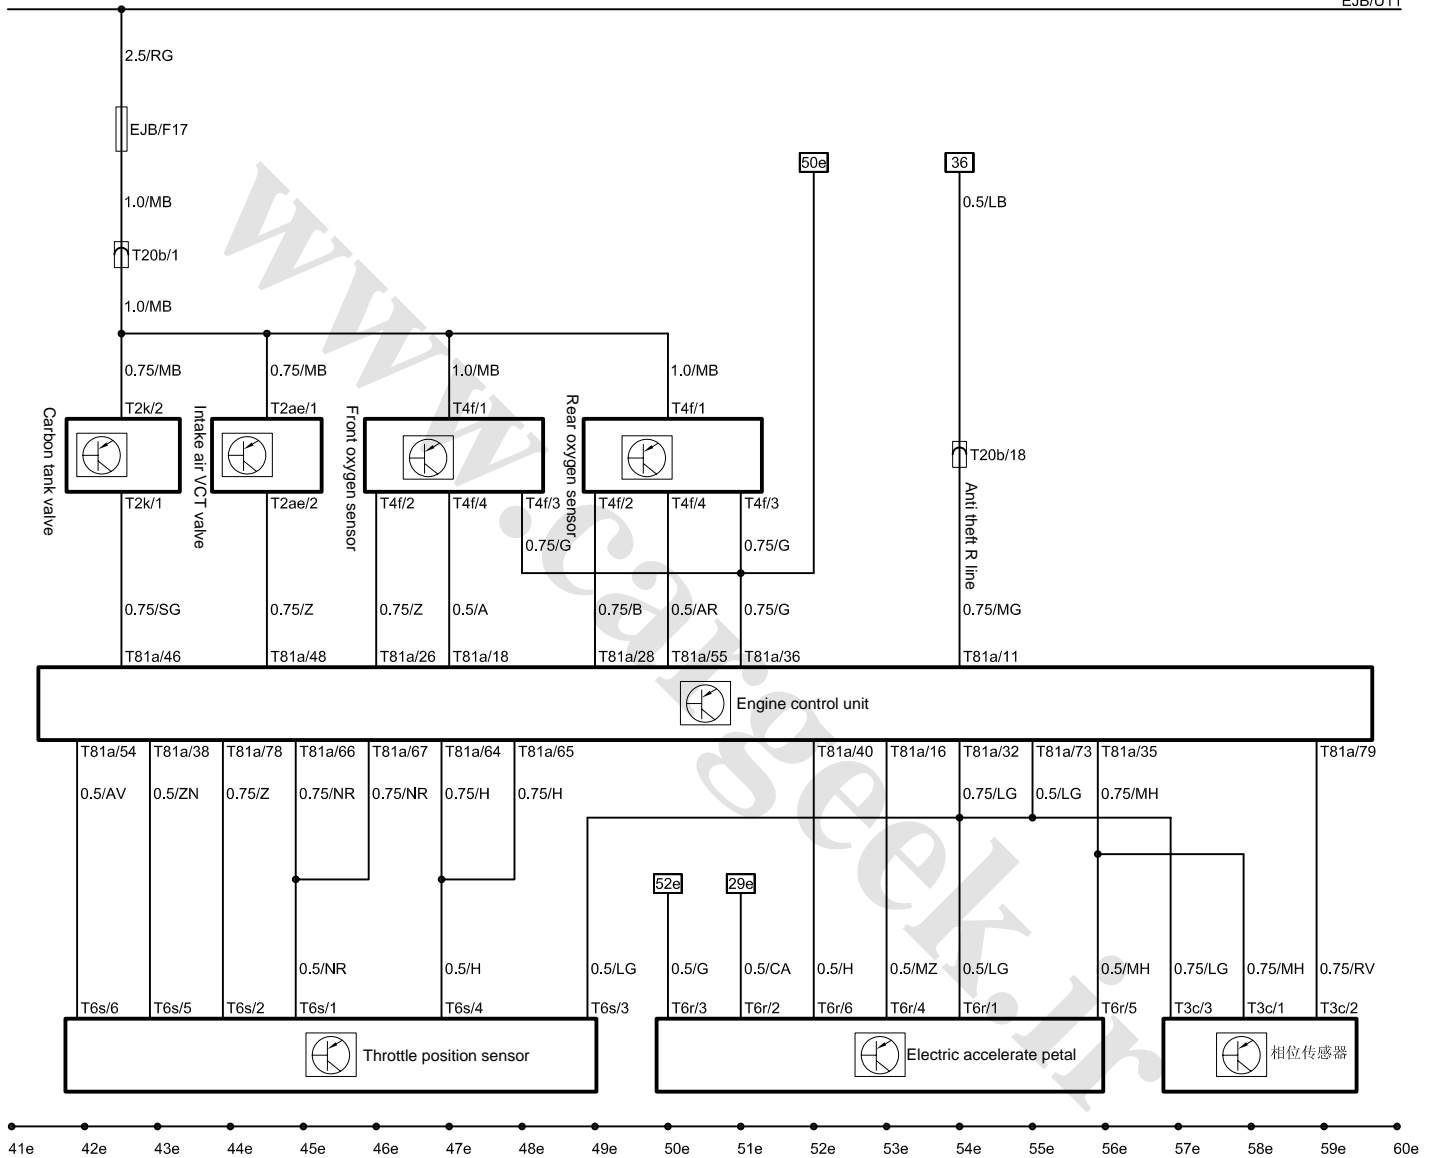 EJB/U11
2.5/RG
EJB/F17
50e
36
1.0/MB
0.5/LB
T20b/1
1.0/MB
0.75/MB
0.75/MB
1.0/MB
1.0/MB
T2k/2
T2ae/1
T4f/1
T4f/1
Carbon tank valve
Intake air VCT valve
Front oxygen sensor
Rear oxygen sensor
T20b/18
Anti theft R line
T2k/1
T2ae/2
T4f/2
T4f/4
T4f/3
T4f/2
T4f/4
T4f/3
0.75/G
0.75/G
0.75/SG
0.75/Z
0.75/Z
0.5/A
0.75/B
0.5/AR
0.75/G
0.75/MG
T81a/46
T81a/48
T81a/26
T81a/18
T81a/28
T81a/55
T81a/36
T81a/11
Engine control unit
T81a/54
T81a/38
T81a/78
T81a/66
T81a/67
T81a/64
T81a/65
T81a/40
T81a/16
T81a/32
T81a/73
T81a/35
T81a/79
0.5/AV
0.5/ZN
0.75/Z
0.75/NR
0.75/NR
0.75/H
0.75/H
0.75/LG
0.5/LG
0.75/MH
52e
29e
0.5/NR
0.5/H
0.5/LG
0.5/G
0.5/CA
0.5/H
0.5/MZ
0.5/LG
0.5/MH
0.75/LG
0.75/MH
0.75/RV
T6s/6
T6s/5
T6s/2
T6s/1
T6s/4
T6s/3
T6r/3
T6r/2
T6r/6
T6r/4
T6r/1
T6r/5
T3c/3
T3c/1
T3c/2
Throttle position sensor
Electric accelerate petal
相位传感器
41e
42e
43e
44e
45e
46e
47e
48e
49e
50e
51e
52e
53e
54e
55e
56e
57e
58e
59e
60e
www.cargeek.ir